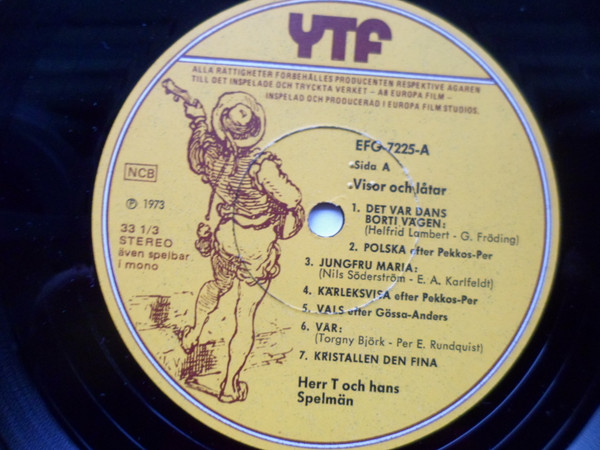 YTF
ALLA RÄTTIGHETER FÖRBEHÅLLES PRODUCENTEN RESPEKTIVE ÄGAREN
TILL DET INSPELADE OCH TRYCKTA VERKET – AB EUROPA FILM –
INSPELAD OCH PRODUCERAD I EUROPA FILM STUDIOS.
EFG-7225-A
Sida A
Visor och låtar
NCB
℗ 1973
33 1/3
STEREO
även spelbar
i mono
1. DET VAR DANS
BORTI VÄGEN:
(Helfrid Lambert - G. Fröding)
2. POLSKA efter Pekkos-Per
3. JUNGFRU MARIA:
(Nils Söderström - E. A. Karlfeldt)
4. KÄRLEKSVISA efter Pekkos-Per
5. VALS efter Gössa-Anders
6. VÅR:
(Torgny Björk - Per E. Rundquist)
7. KRISTALLEN DEN FINA
Herr T och hans
Spelmän